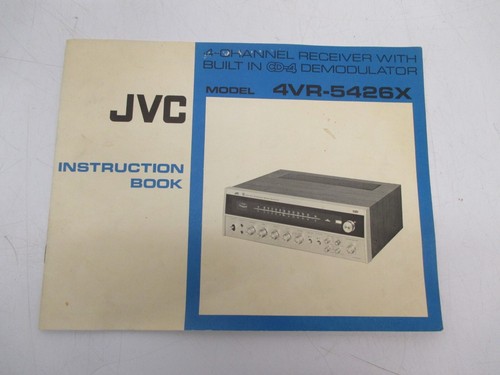 4-CHANNEL RECEIVER WITH
BUILT IN CD-4 DEMODULATOR
MODEL 4VR-5426X
JVC
INSTRUCTION
BOOK